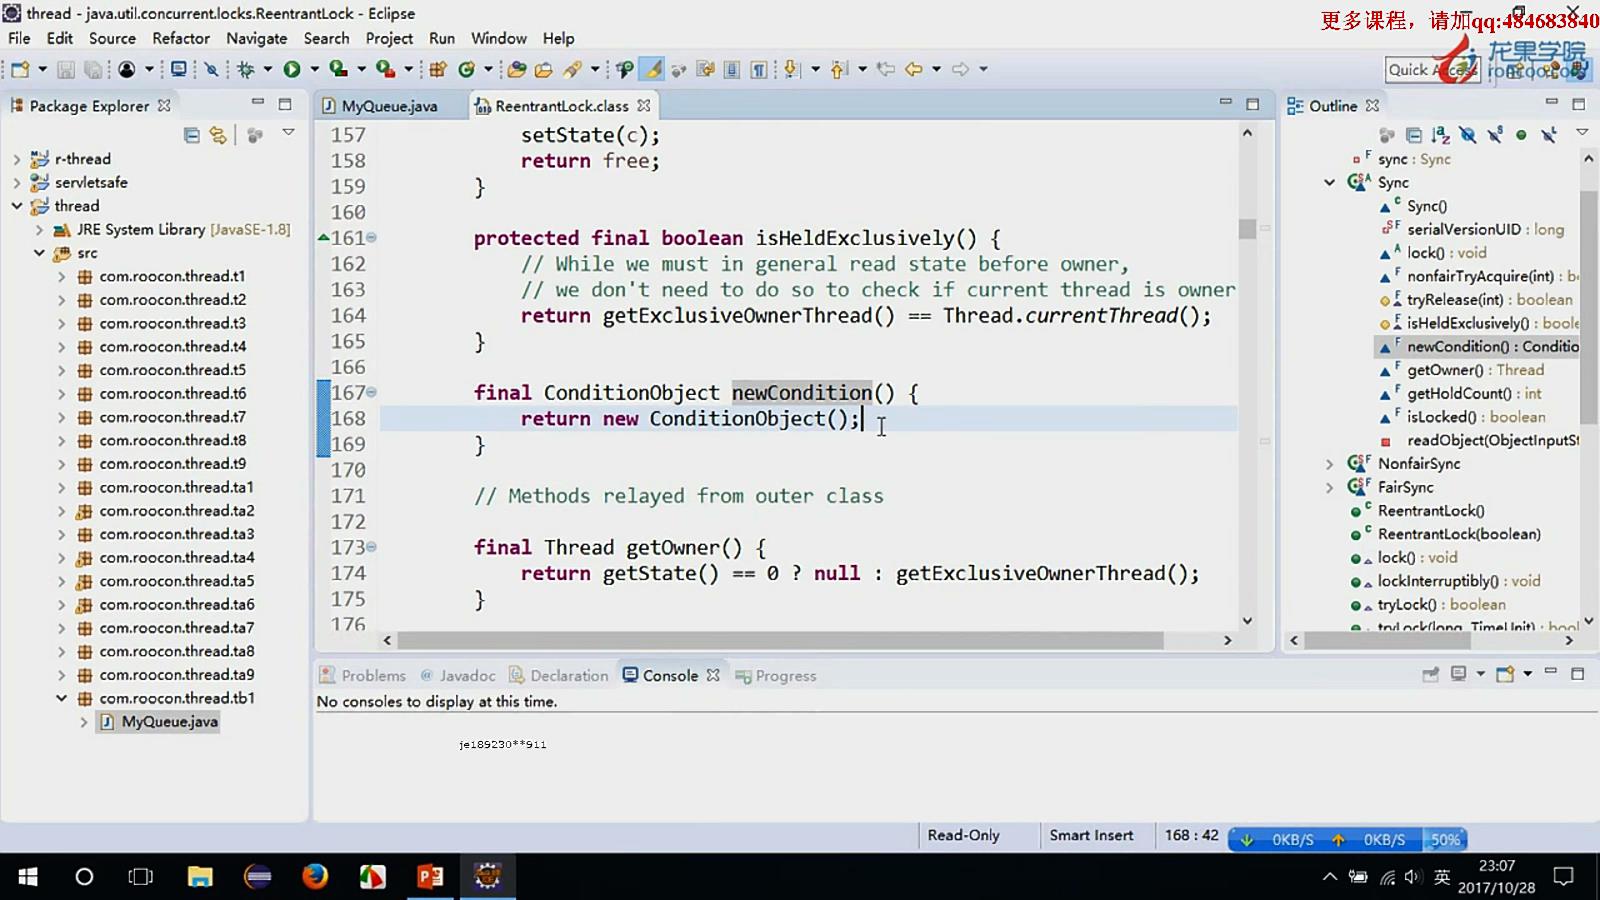 thread - java.util.concurrent.locks.ReentrantLock - Eclipse
更多课程，请加qq:484683840
File Edit Source Refactor Navigate Search Project Run Window Help
龙果学院
roncoo.com
Quick Access
Package Explorer
MyQueue.java
ReentrantLock.class
Outline
r-thread
servletsafe
thread
JRE System Library [JavaSE-1.8]
src
com.roocon.thread.t1
com.roocon.thread.t2
com.roocon.thread.t3
com.roocon.thread.t4
com.roocon.thread.t5
com.roocon.thread.t6
com.roocon.thread.t7
com.roocon.thread.t8
com.roocon.thread.t9
com.roocon.thread.ta1
com.roocon.thread.ta2
com.roocon.thread.ta3
com.roocon.thread.ta4
com.roocon.thread.ta5
com.roocon.thread.ta6
com.roocon.thread.ta7
com.roocon.thread.ta8
com.roocon.thread.ta9
com.roocon.thread.tb1
MyQueue.java
157 setState(c);
158 return free;
159 }
160
161 protected final boolean isHeldExclusively() {
162 // While we must in general read state before owner,
163 // we don't need to do so to check if current thread is owner
164 return getExclusiveOwnerThread() == Thread.currentThread();
165 }
166
167 final ConditionObject newCondition() {
168 return new ConditionObject();
169 }
170
171 // Methods relayed from outer class
172
173 final Thread getOwner() {
174 return getState() == 0 ? null : getExclusiveOwnerThread();
175 }
176
sync : Sync
Sync
Sync()
serialVersionUID : long
lock() : void
nonfairTryAcquire(int) : b
tryRelease(int) : boolean
isHeldExclusively() : boole
newCondition() : Conditio
getOwner() : Thread
getHoldCount() : int
isLocked() : boolean
readObject(ObjectInputSt
NonfairSync
FairSync
ReentrantLock()
ReentrantLock(boolean)
lock() : void
lockInterruptibly() : void
tryLock() : boolean
tryLock(long, TimeUnit) : bool
Problems @ Javadoc Declaration Console Progress
No consoles to display at this time.
je189230**911
Read-Only Smart Insert 168 : 42 0KB/S 0KB/S 50%
英
23:07
2017/10/28